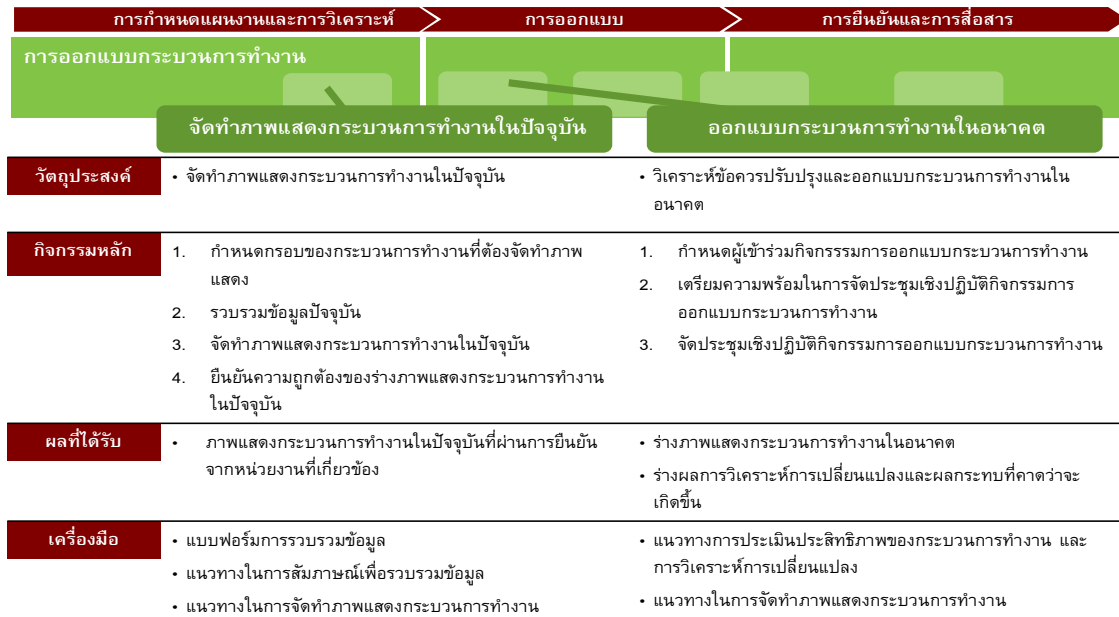 การกำหนดแผนงานและการวิเคราะห์
การออกแบบ
การยืนยันและการสื่อสาร
การออกแบบกระบวนการทำงาน
จัดทำภาพแสดงกระบวนการทำงานในปัจจุบัน
ออกแบบกระบวนการทำงานในอนาคต
วัตถุประสงค์
• จัดทำภาพแสดงกระบวนการทำงานในปัจจุบัน
• วิเคราะห์ข้อควรปรับปรุงและออกแบบกระบวนการทำงานใน
อนาคต
กิจกรรมหลัก
1. กำหนดกรอบของกระบวนการทำงานที่ต้องจัดทำภาพ
แสดง
2. รวบรวมข้อมูลปัจจุบัน
3. จัดทำภาพแสดงกระบวนการทำงานในปัจจุบัน
4. ยืนยันความถูกต้องของร่างภาพแสดงกระบวนการทำงาน
ในปัจจุบัน
1. กำหนดผู้เข้าร่วมกิจกรรรมการออกแบบกระบวนการทำงาน
2. เตรียมความพร้อมในการจัดประชุมเชิงปฏิบัติกิจกรรมการ
ออกแบบกระบวนการทำงาน
3. จัดประชุมเชิงปฏิบัติกิจกรรมการออกแบบกระบวนการทำงาน
ผลที่ได้รับ
• ภาพแสดงกระบวนการทำงานในปัจจุบันที่ผ่านการยืนยัน
จากหน่วยงานที่เกี่ยวข้อง
• ร่างภาพแสดงกระบวนการทำงานในอนาคต
• ร่างผลการวิเคราะห์การเปลี่ยนแปลงและผลกระทบที่คาดว่าจะ
เกิดขึ้น
เครื่องมือ
• แบบฟอร์มการรวบรวมข้อมูล
• แนวทางในการสัมภาษณ์เพื่อรวบรวมข้อมูล
• แนวทางในการจัดทำภาพแสดงกระบวนการทำงาน
• แนวทางการประเมินประสิทธิภาพของกระบวนการทำงาน และ
การวิเคราะห์การเปลี่ยนแปลง
• แนวทางในการจัดทำภาพแสดงกระบวนการทำงาน